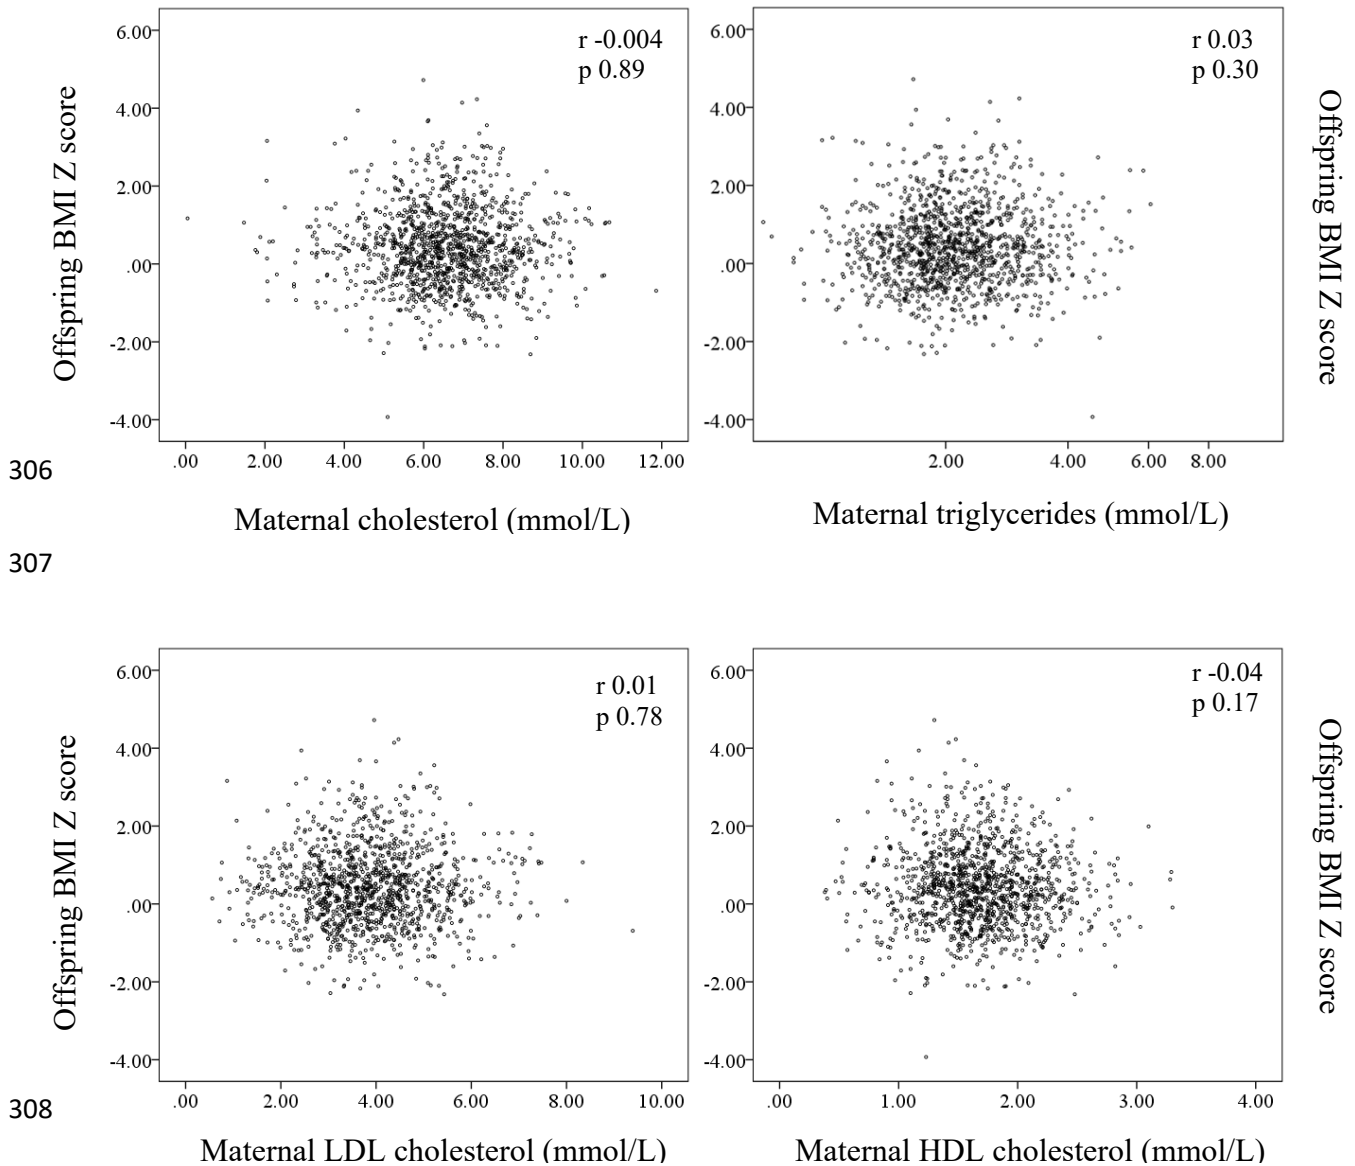 6.00
4.00
2.00
.00
-2.00
-4.00
Offspring BMI Z score
r -0.004
p 0.89
.00 2.00 4.00 6.00 8.00 10.00 12.00
Maternal cholesterol (mmol/L)
6.00
4.00
2.00
.00
-2.00
-4.00
r 0.03
p 0.30
Offspring BMI Z score
2.00 4.00 6.00 8.00
Maternal triglycerides (mmol/L)
306
307
6.00
4.00
2.00
.00
-2.00
-4.00
Offspring BMI Z score
r 0.01
p 0.78
.00 2.00 4.00 6.00 8.00 10.00
Maternal LDL cholesterol (mmol/L)
6.00
4.00
2.00
.00
-2.00
-4.00
r -0.04
p 0.17
Offspring BMI Z score
.00 1.00 2.00 3.00 4.00
Maternal HDL cholesterol (mmol/L)
308